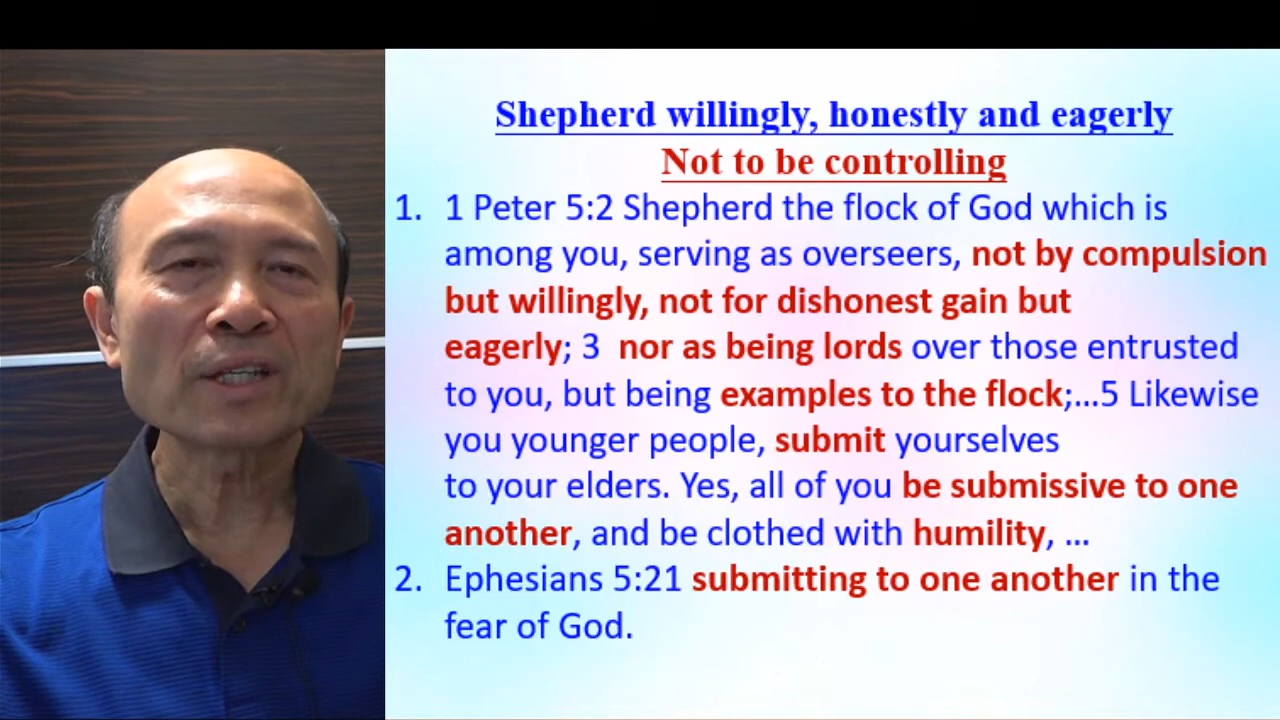 Shepherd willingly, honestly and eagerly
Not to be controlling
1. 1 Peter 5:2 Shepherd the flock of God which is
among you, serving as overseers, not by compulsion
but willingly, not for dishonest gain but
eagerly; 3 nor as being lords over those entrusted
to you, but being examples to the flock;...5 Likewise
you younger people, submit yourselves
to your elders. Yes, all of you be submissive to one
another, and be clothed with humility, ...
2. Ephesians 5:21 submitting to one another in the
fear of God.